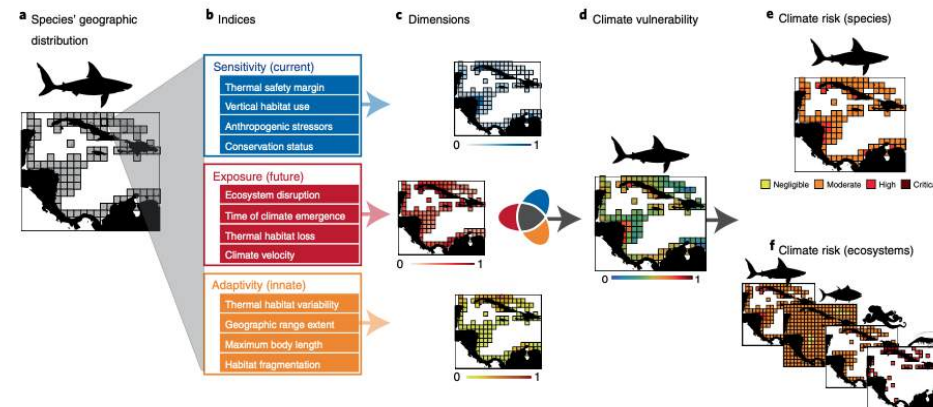 a Species' geographic
distribution
b Indices
c Dimensions
d Climate vulnerability
e Climate risk (species)
Sensitivity (current)
Thermal safety margin
Vertical habitat use
Anthropogenic stressors
Conservation status
Exposure (future)
Ecosystem disruption
Time of climate emergence
Thermal habitat loss
Climate velocity
Adaptivity (innate)
Thermal habitat variability
Geographic range extent
Maximum body length
Habitat fragmentation
0 1
0 1
0 1
0 1
Negligible Moderate High Critica
f Climate risk (ecosystems)